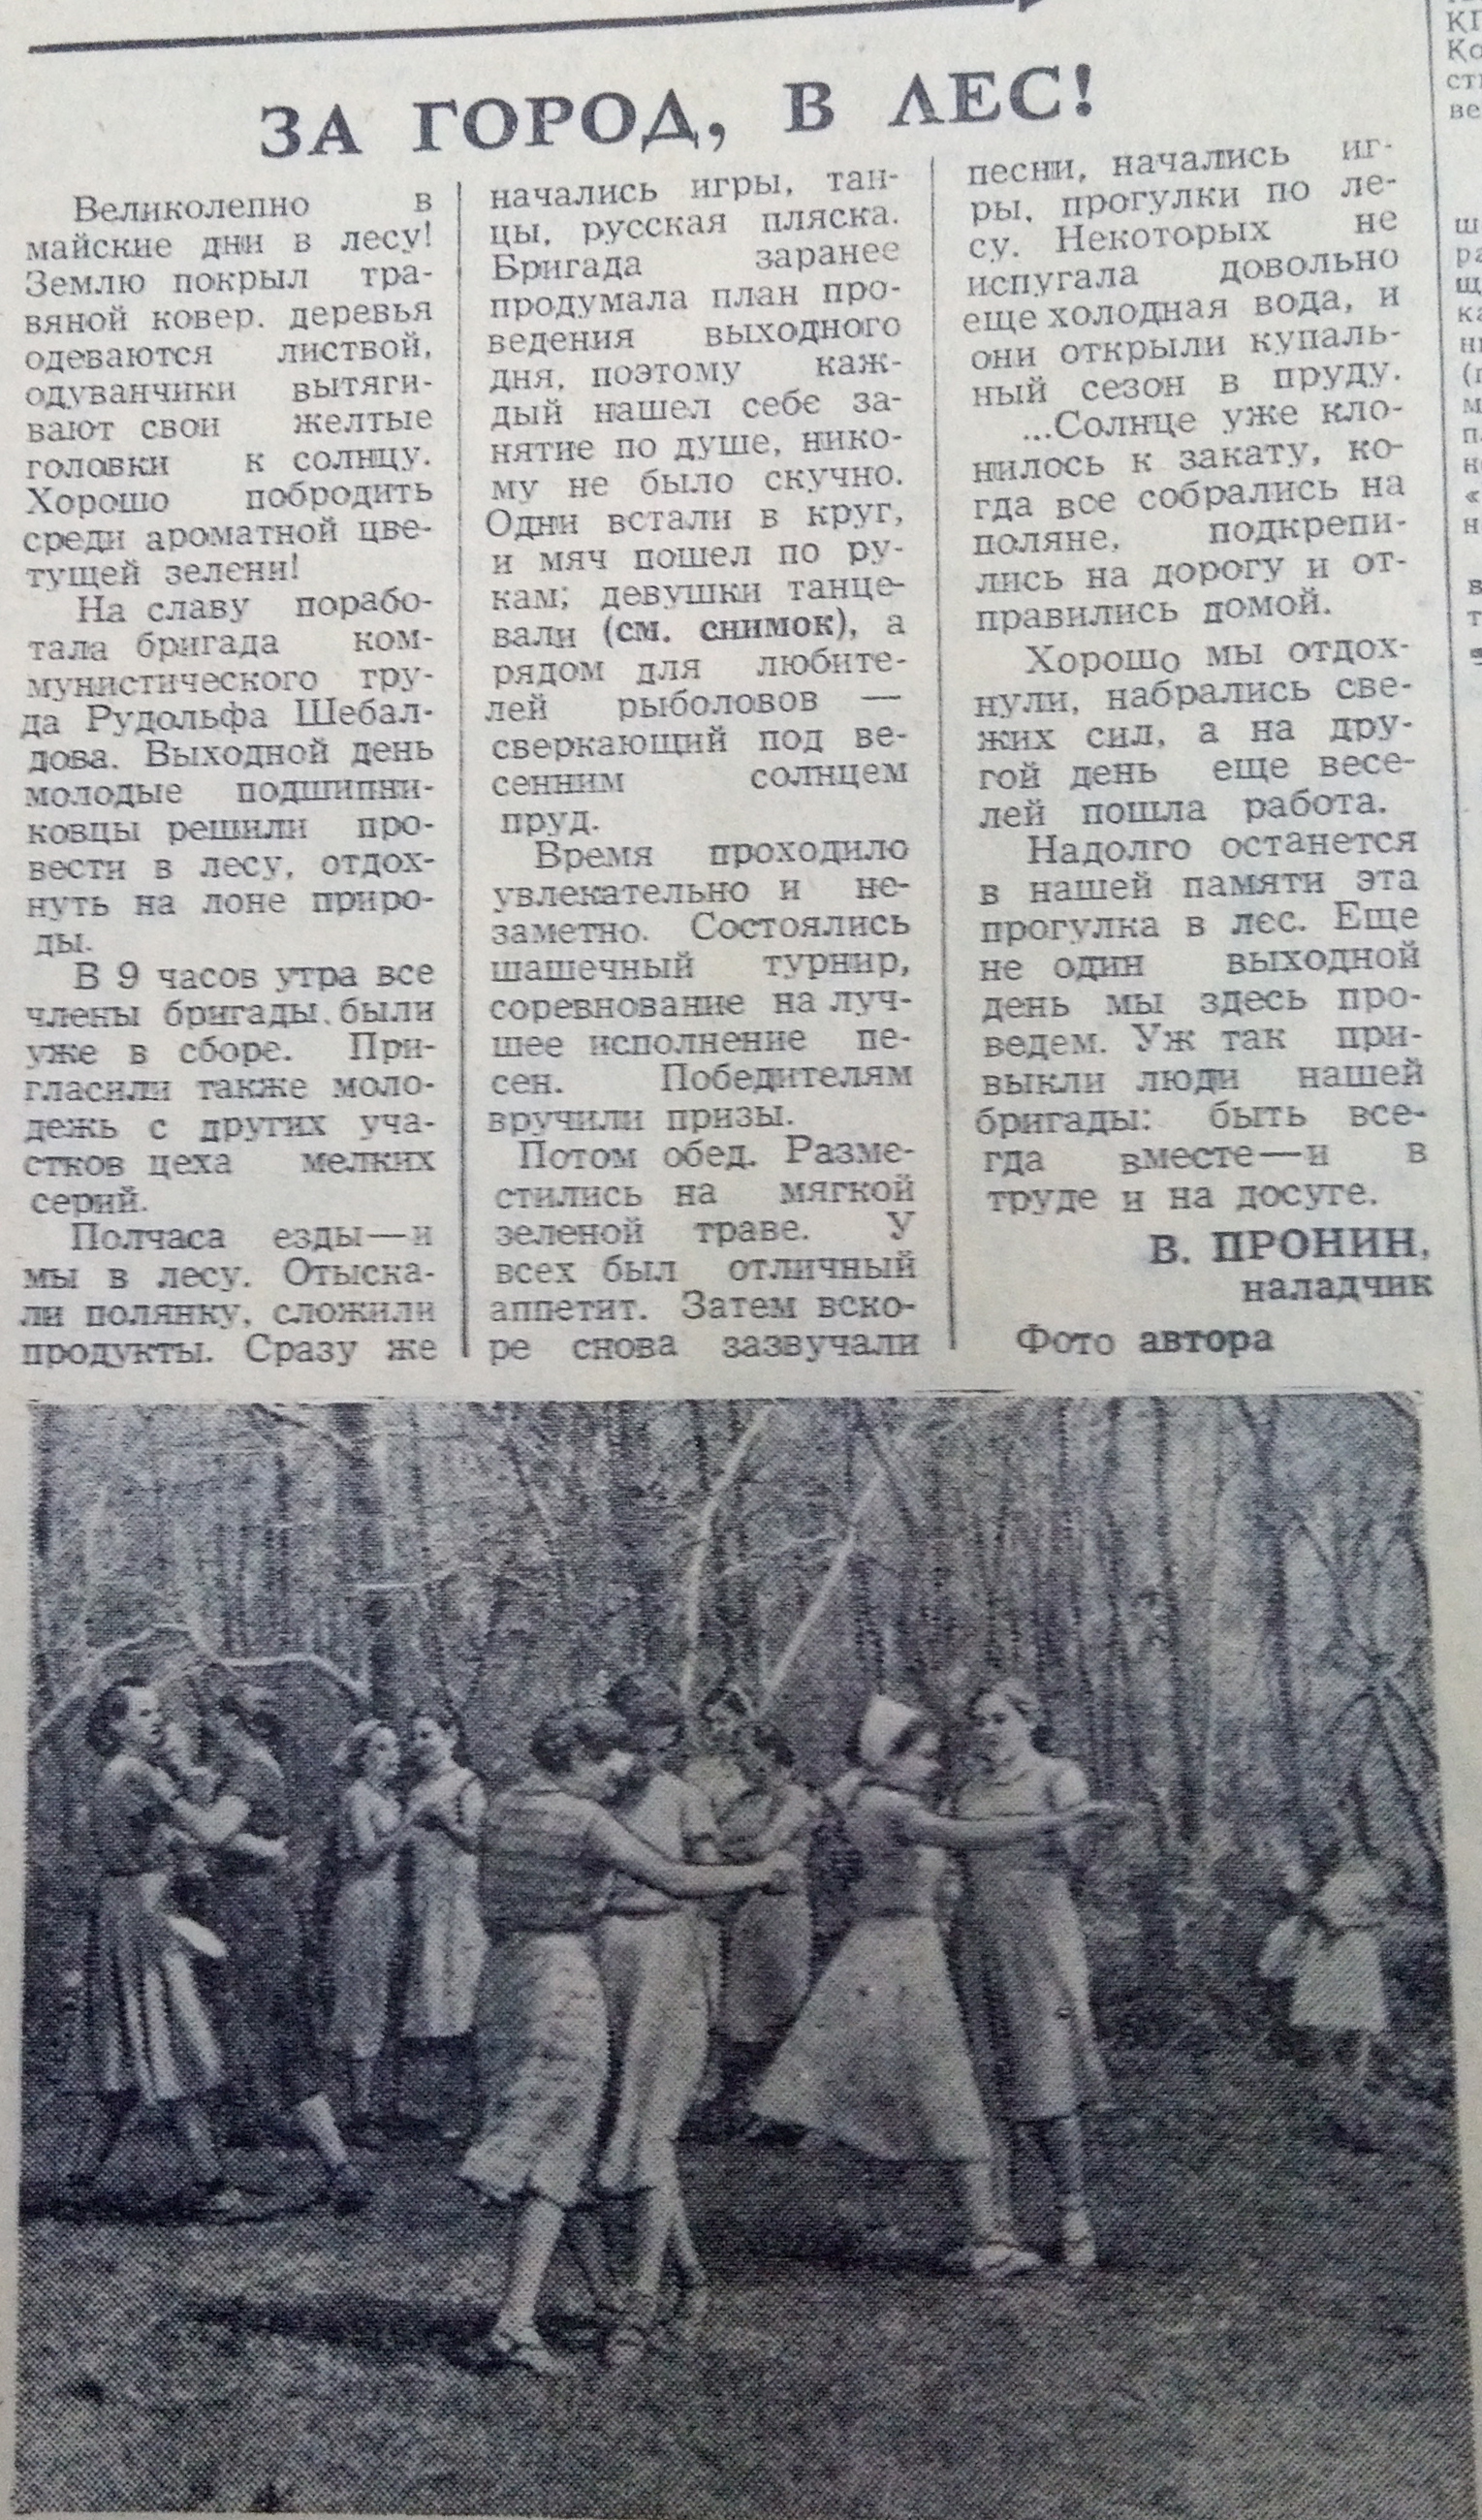 ЗА ГОРОД, В ЛЕС!
Великолепно в
майские дни в лесу!
Землю покрыл тра-
вяной ковер. деревья
одеваются листвой,
одуванчики вытяги-
вают свои желтые
головки к солнцу.
Хорошо побродить
среди ароматной цве-
тущей зелени!
На славу порабо-
тала бригада ком-
мунистического тру-
да Рудольфа Шебал-
дова. Выходной день
молодые подшипни-
ковцы решили про-
вести в лесу, отдох-
нуть на лоне приро-
ды.
В 9 часов утра все
члены бригады были
уже в сборе. При-
гласили также моло-
дежь с других уча-
стков цеха мелких
серий.
Полчаса езды—и
мы в лесу. Отыска-
ли полянку, сложили
продукты. Сразу же
начались игры, тан-
цы, русская пляска.
Бригада заранее
продумала план про-
ведения выходного
дня, поэтому каж-
дый нашел себе за-
нятие по душе, нико-
му не было скучно.
Одни встали в круг,
и мяч пошел по ру-
кам; девушки танце-
вали (см. снимок), а
рядом для любите-
лей рыболовов —
сверкающий под ве-
сенним солнцем
пруд.
Время проходило
увлекательно и не-
заметно. Состоялись
шашечный турнир,
соревнование на луч-
шее исполнение пе-
сен. Победителям
вручили призы.
Потом обед. Разме-
стились на мягкой
зеленой траве. У
всех был отличный
аппетит. Затем вско-
ре снова зазвучали
песни, начались иг-
ры, прогулки по ле-
су. Некоторых не
испугала довольно
еще холодная вода, и
они открыли купаль-
ный сезон в пруду.
...Солнце уже кло-
нилось к закату, ко-
гда все собрались на
поляне, подкрепи-
лись на дорогу и от-
правились домой.
Хорошо мы отдох-
нули, набрались све-
жих сил, а на дру-
гой день еще весе-
лей пошла работа.
Надолго останется
в нашей памяти эта
прогулка в лес. Еще
не один выходной
день мы здесь про-
ведем. Уж так при-
выкли люди нашей
бригады: быть все-
гда вместе—и в
труде и на досуге.
В. ПРОНИН,
наладчик
Фото автора